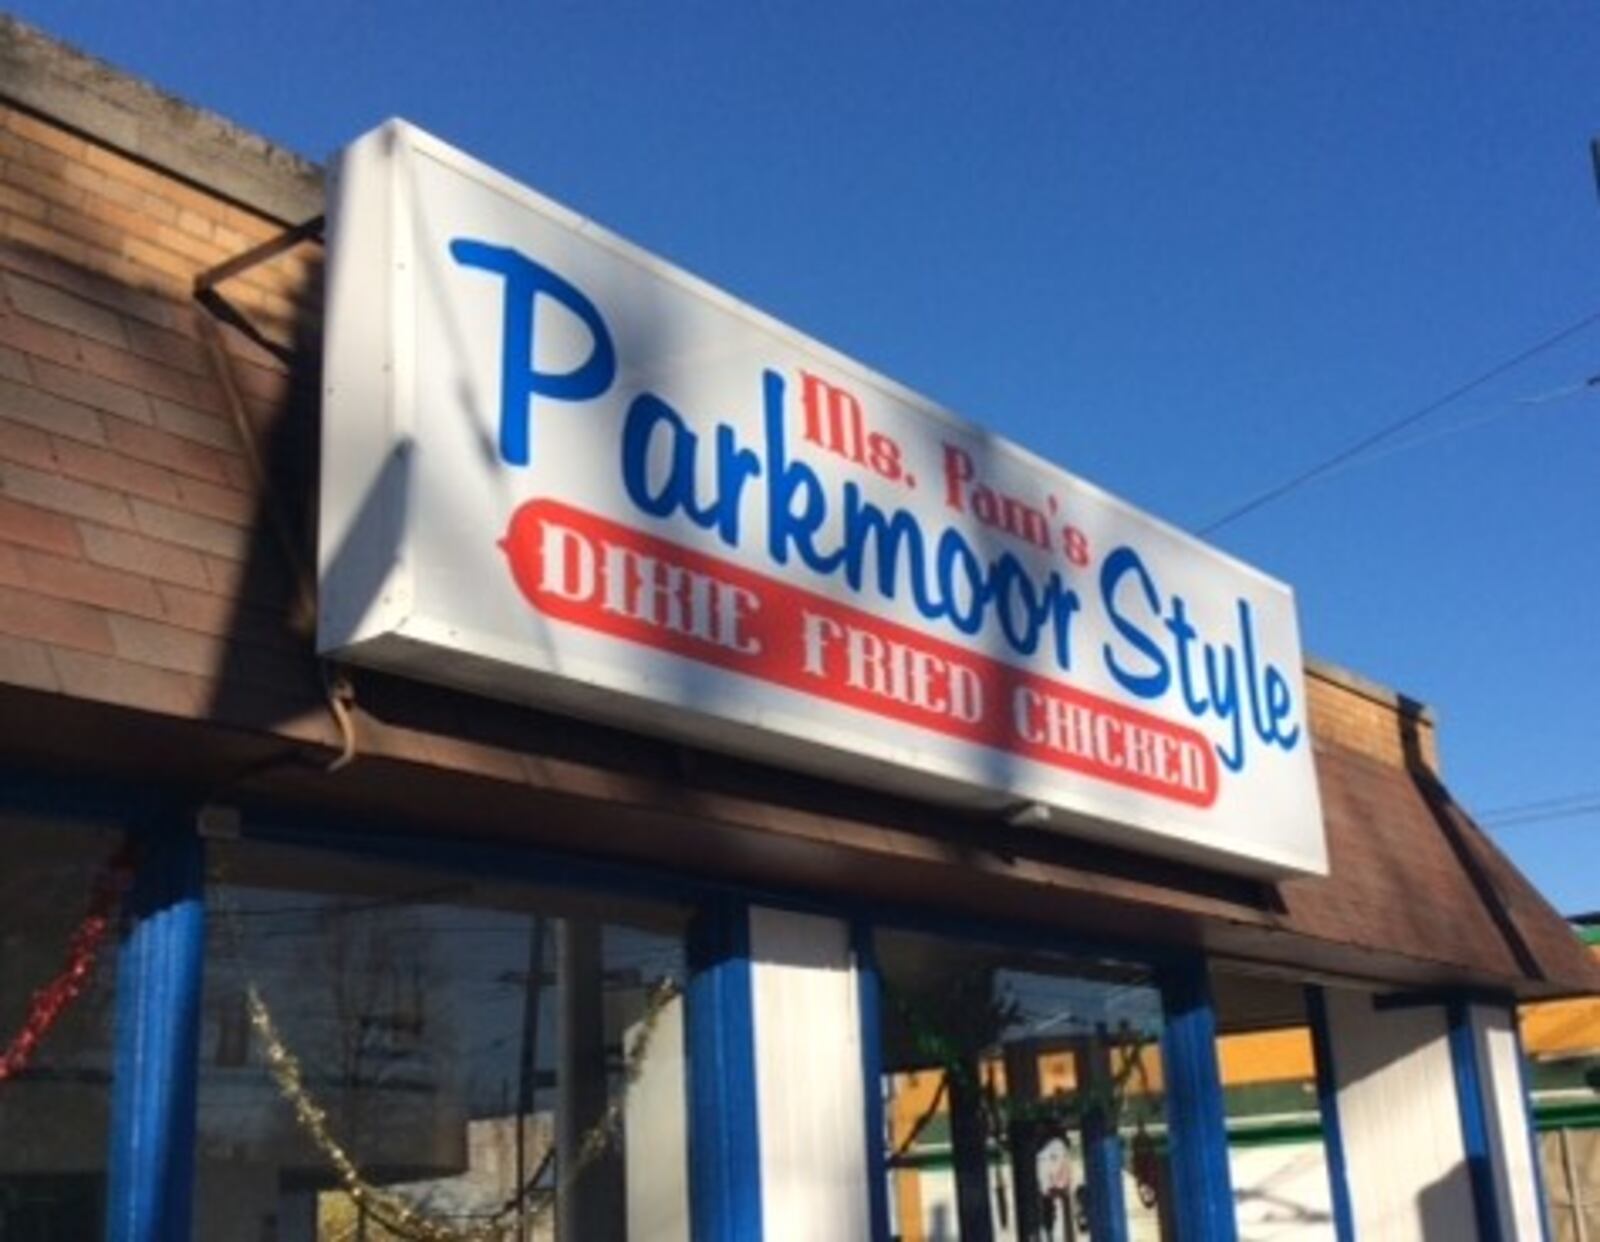 Ms. Pam's
Parkmoor Style
DIXIE FRIED CHICKEN